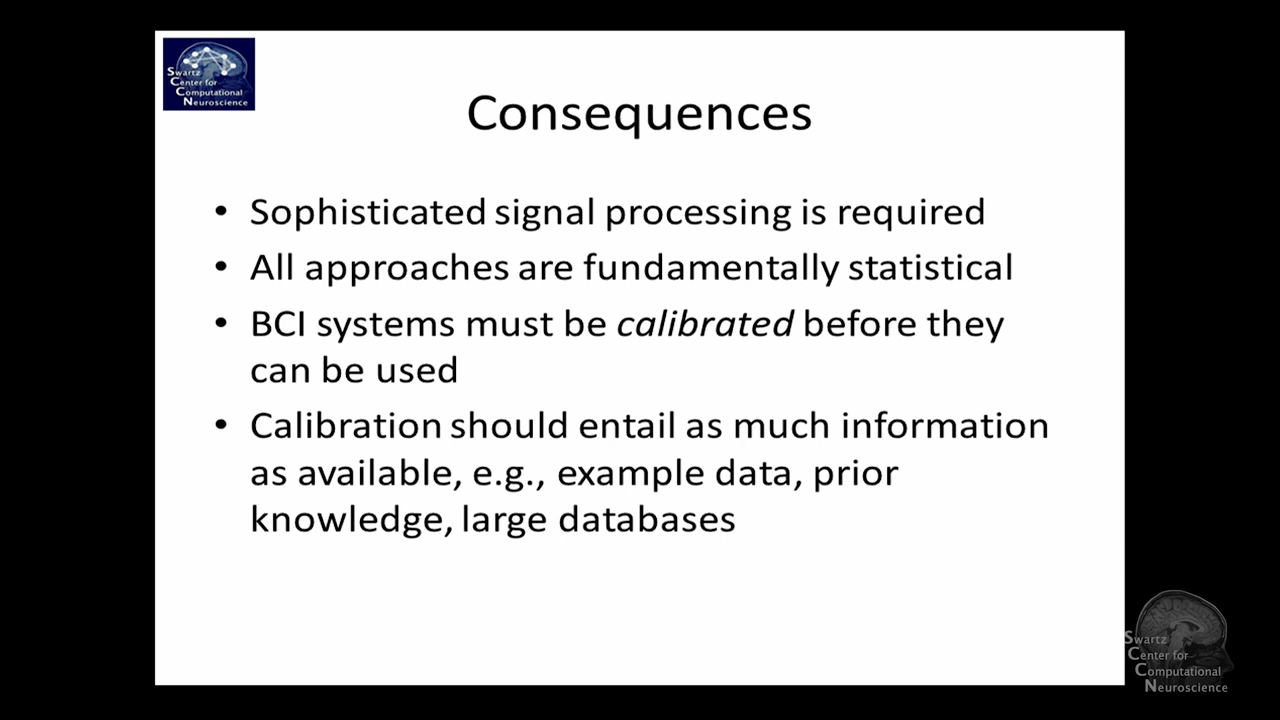 Swartz
Center for
Computational
Neuroscience
Consequences
• Sophisticated signal processing is required
• All approaches are fundamentally statistical
• BCI systems must be calibrated before they
can be used
• Calibration should entail as much information
as available, e.g., example data, prior
knowledge, large databases
Swartz
Center for
Computational
Neuroscience